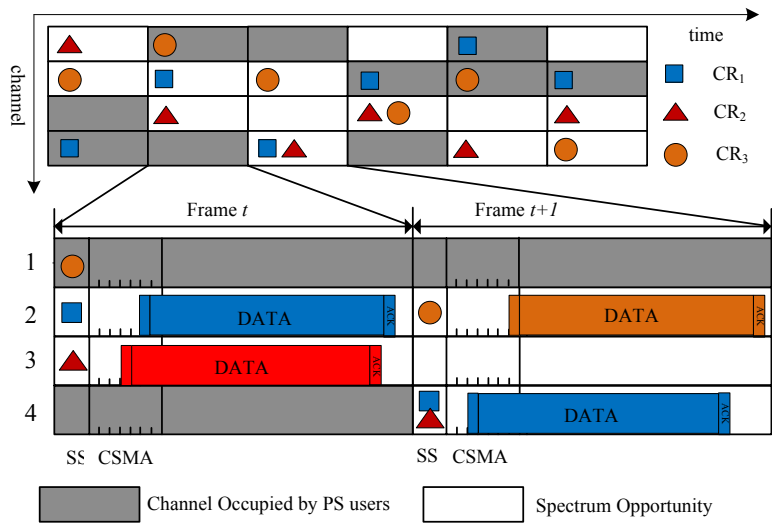 time
channel
CR1
CR2
CR3
Frame t
Frame t+1
1
2
DATA
ACK
DATA
ACK
3
DATA
ACK
4
DATA
ACK
SS
CSMA
SS
CSMA
Channel Occupied by PS users
Spectrum Opportunity